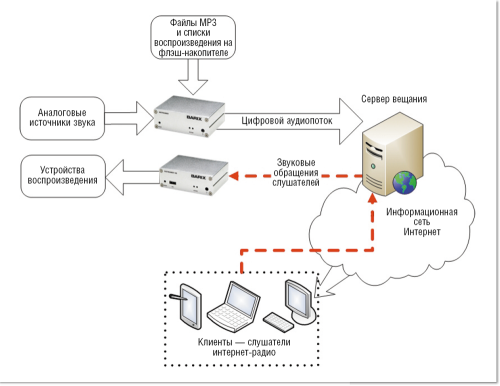 Файлы MP3
и списки
воспроизведения на
флэш-накопителе
Аналоговые
источники звука
BARIX
Цифровой аудиопоток
Сервер вещания
Устройства
воспроизведения
BARIX
Звуковые
обращения
слушателей
Информационная
сеть
Интернет
Клиенты — слушатели
интернет-радио